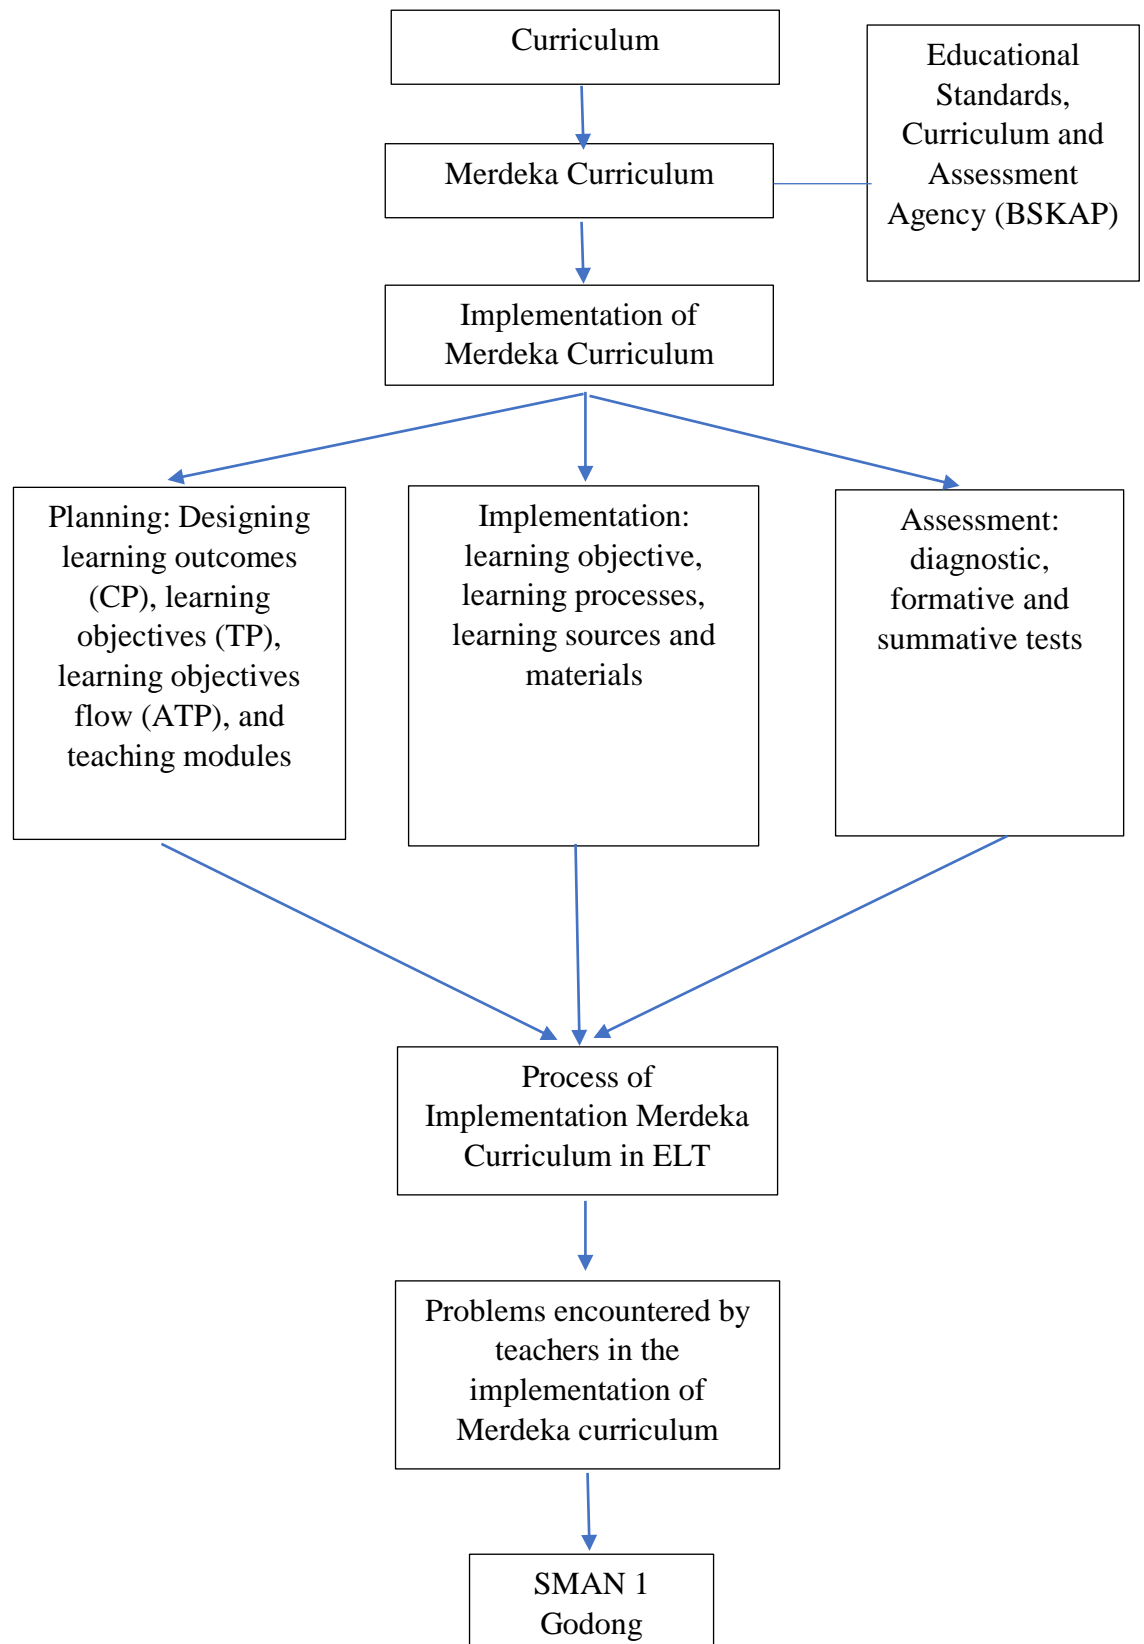 Curriculum
Educational
Standards,
Curriculum and
Assessment
Agency (BSKAP)
Merdeka Curriculum
Implementation of
Merdeka Curriculum
Planning: Designing
learning outcomes
(CP), learning
objectives (TP),
learning objectives
flow (ATP), and
teaching modules
Implementation:
learning objective,
learning processes,
learning sources and
materials
Assessment:
diagnostic,
formative and
summative tests
Process of
Implementation Merdeka
Curriculum in ELT
Problems encountered by
teachers in the
implementation of
Merdeka curriculum
SMAN 1
Godong